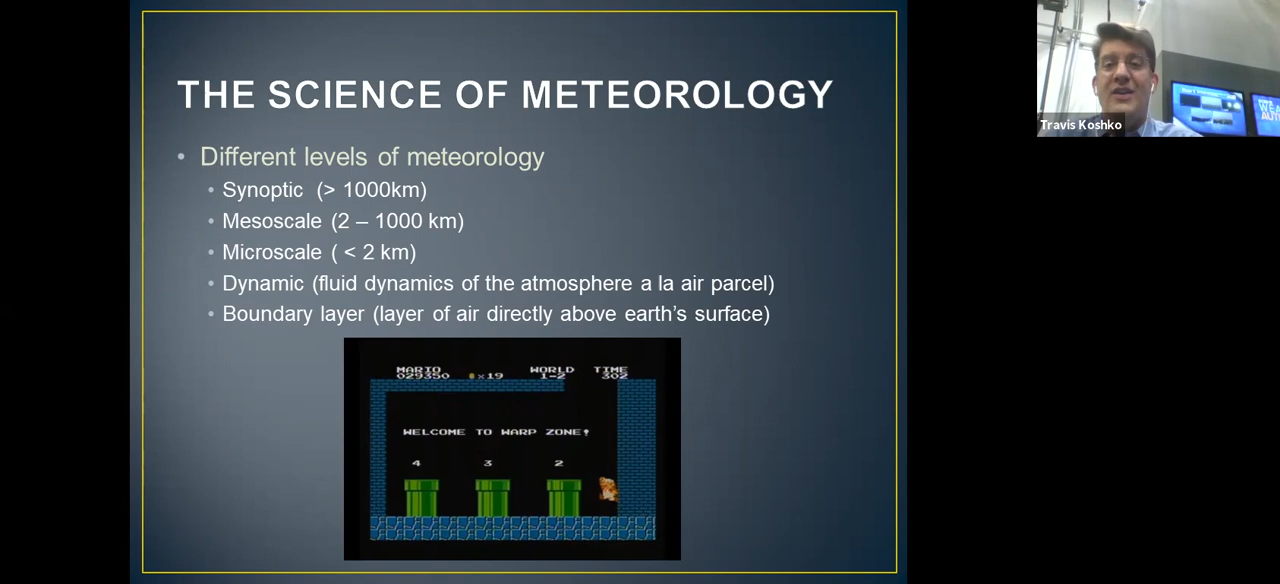 THE SCIENCE OF METEOROLOGY
• Different levels of meteorology
• Synoptic (> 1000km)
• Mesoscale (2 – 1000 km)
• Microscale ( < 2 km)
• Dynamic (fluid dynamics of the atmosphere a la air parcel)
• Boundary layer (layer of air directly above earth's surface)
MARIO WORLD TIME
029350 ×19 1-2 302
WELCOME TO WARP ZONE!
4 3 2
Travis Koshko